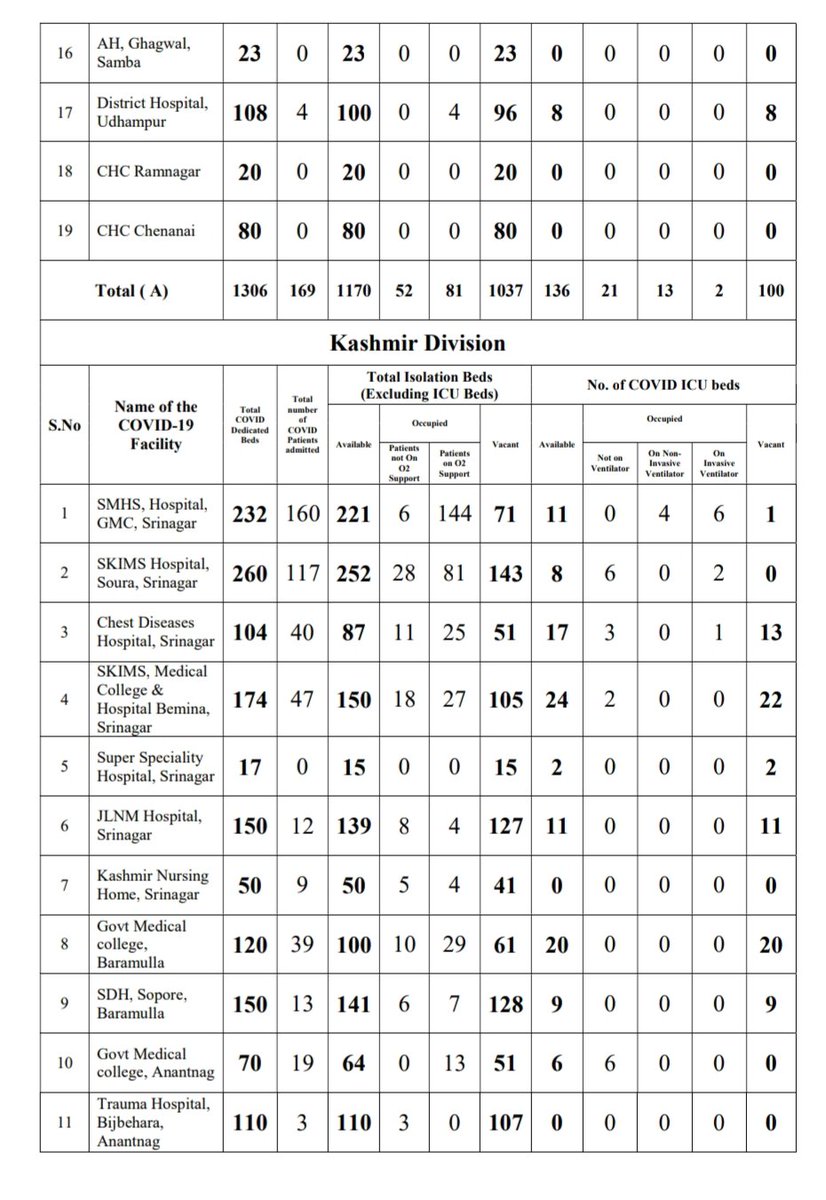 16 AH, Ghagwal, Samba 23 0 23 0 0 23 0 0 0 0 0
17 District Hospital, Udhampur 108 4 100 0 4 96 8 0 0 0 8
18 CHC Ramnagar 20 0 20 0 0 20 0 0 0 0 0
19 CHC Chenanai 80 0 80 0 0 80 0 0 0 0 0
Total ( A) 1306 169 1170 52 81 1037 136 21 13 2 100
Kashmir Division
S.No Name of the COVID-19 Facility Total COVID Dedicated Beds Total number of COVID Patients admitted Total Isolation Beds (Excluding ICU Beds) No. of COVID ICU beds
Available Occupied Vacant Available Occupied Vacant
Patients not On O2 Support Patients on O2 Support Not on Ventilator On Non-Invasive Ventilator On Invasive Ventilator
1 SMHS, Hospital, GMC, Srinagar 232 160 221 6 144 71 11 0 4 6 1
2 SKIMS Hospital, Soura, Srinagar 260 117 252 28 81 143 8 6 0 2 0
3 Chest Diseases Hospital, Srinagar 104 40 87 11 25 51 17 3 0 1 13
4 SKIMS, Medical College & Hospital Bemina, Srinagar 174 47 150 18 27 105 24 2 0 0 22
5 Super Speciality Hospital, Srinagar 17 0 15 0 0 15 2 0 0 0 2
6 JLNM Hospital, Srinagar 150 12 139 8 4 127 11 0 0 0 11
7 Kashmir Nursing Home, Srinagar 50 9 50 5 4 41 0 0 0 0 0
8 Govt Medical college, Baramulla 120 39 100 10 29 61 20 0 0 0 20
9 SDH, Sopore, Baramulla 150 13 141 6 7 128 9 0 0 0 9
10 Govt Medical college, Anantnag 70 19 64 0 13 51 6 6 0 0 0
11 Trauma Hospital, Bijbehara, Anantnag 110 3 110 3 0 107 0 0 0 0 0